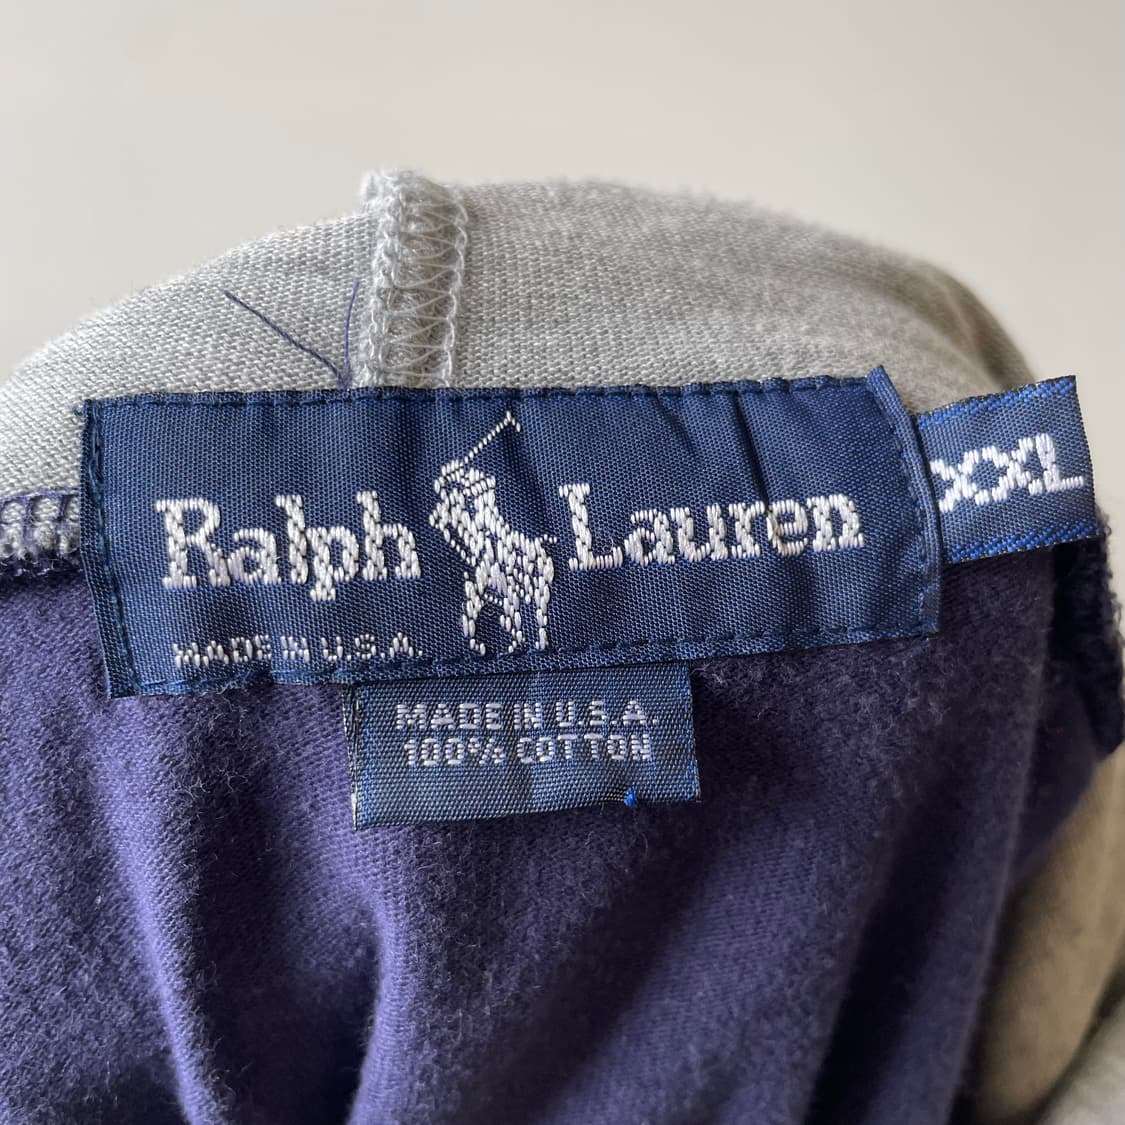 Ralph Lauren
XXL
MADE IN U.S.A.
MADE IN U.S.A.
100% COTTON